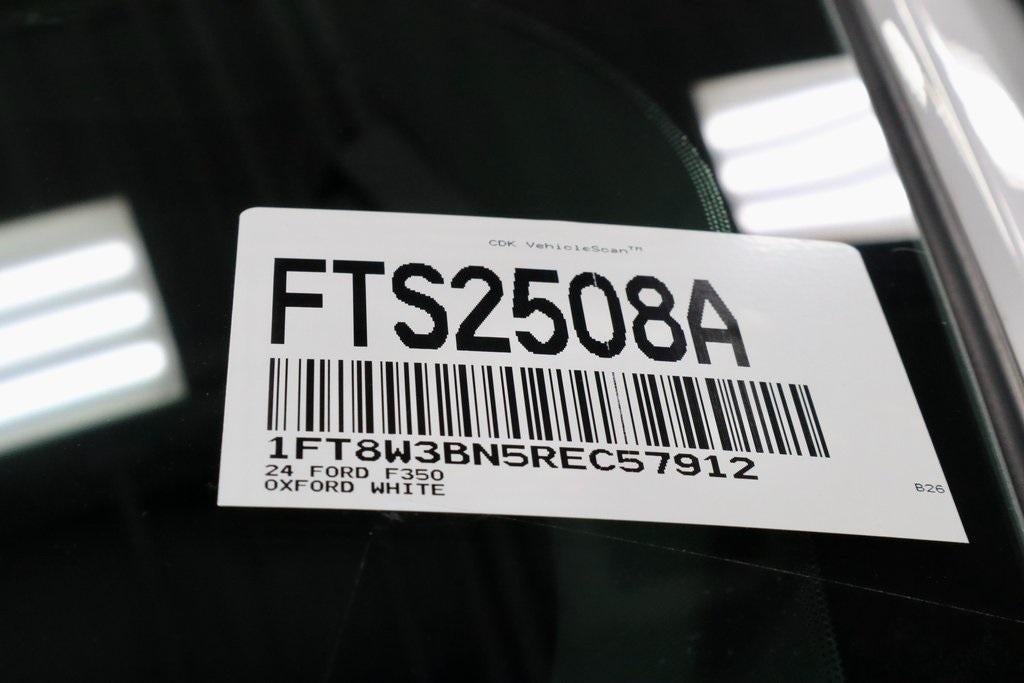 CDK VehicleScan™
FTS2508A
1FT8W3BN5REC57912
24 FORD F350
OXFORD WHITE
B26